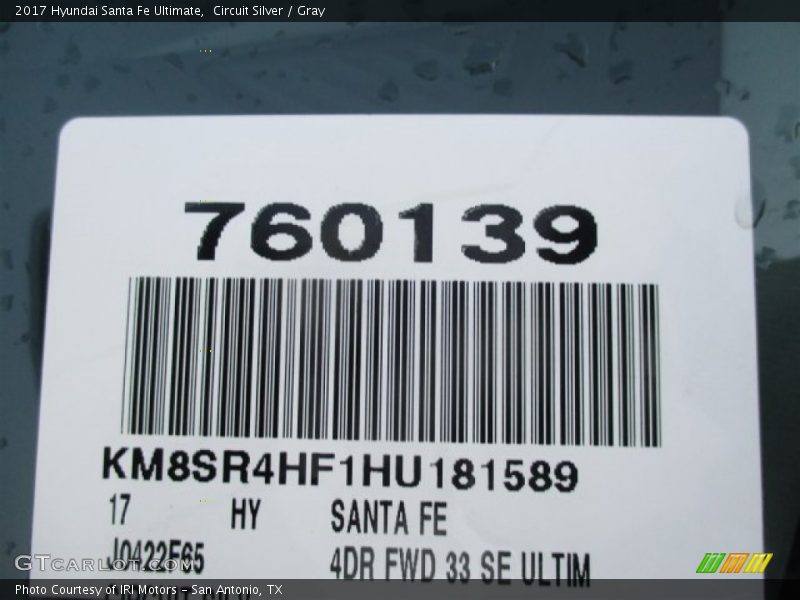 2017 Hyundai Santa Fe Ultimate, Circuit Silver / Gray
760139
KM8SR4HF1HU181589
17 HY SANTA FE
J0422F65 4DR FWD 33 SE ULTIM
GTCarLot.com
Photo Courtesy of IRI Motors - San Antonio, TX